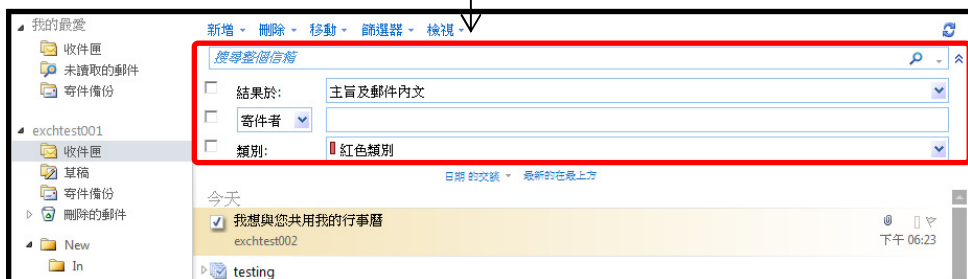 我的最愛
收件匣
未讀取的郵件
寄件備份
exchtest001
收件匣
草稿
寄件備份
刪除的郵件
New
In
新增 刪除 移動 篩選器 檢視
搜尋整個信箱
結果於: 主旨及郵件內文
寄件者
類別: 紅色類別
日期 的交談 最新的在最上方
今天
我想與您共用我的行事曆
exchtest002 下午 06:23
testing